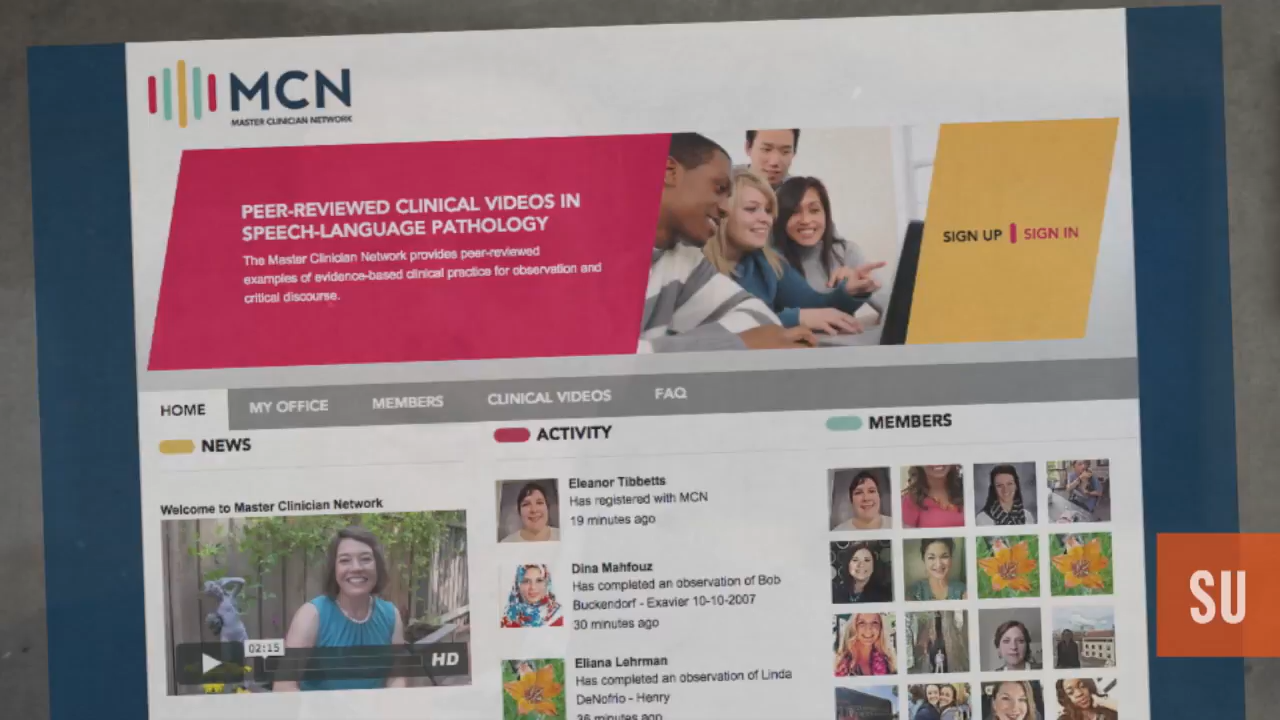 MCN
MASTER CLINICIAN NETWORK
PEER-REVIEWED CLINICAL VIDEOS IN
SPEECH-LANGUAGE PATHOLOGY
The Master Clinician Network provides peer-reviewed
examples of evidence-based clinical practice for observation and
critical discourse.
SIGN UP | SIGN IN
HOME MY OFFICE MEMBERS CLINICAL VIDEOS FAQ
NEWS
Welcome to Master Clinician Network
02:15
HD
ACTIVITY
Eleanor Tibbetts
Has registered with MCN
19 minutes ago
Dina Mahfouz
Has completed an observation of Bob
Buckendorf - Exavier 10-10-2007
30 minutes ago
Eliana Lehrman
Has completed an observation of Linda
DeNofrio - Henry
36 minutes ago
MEMBERS
SU